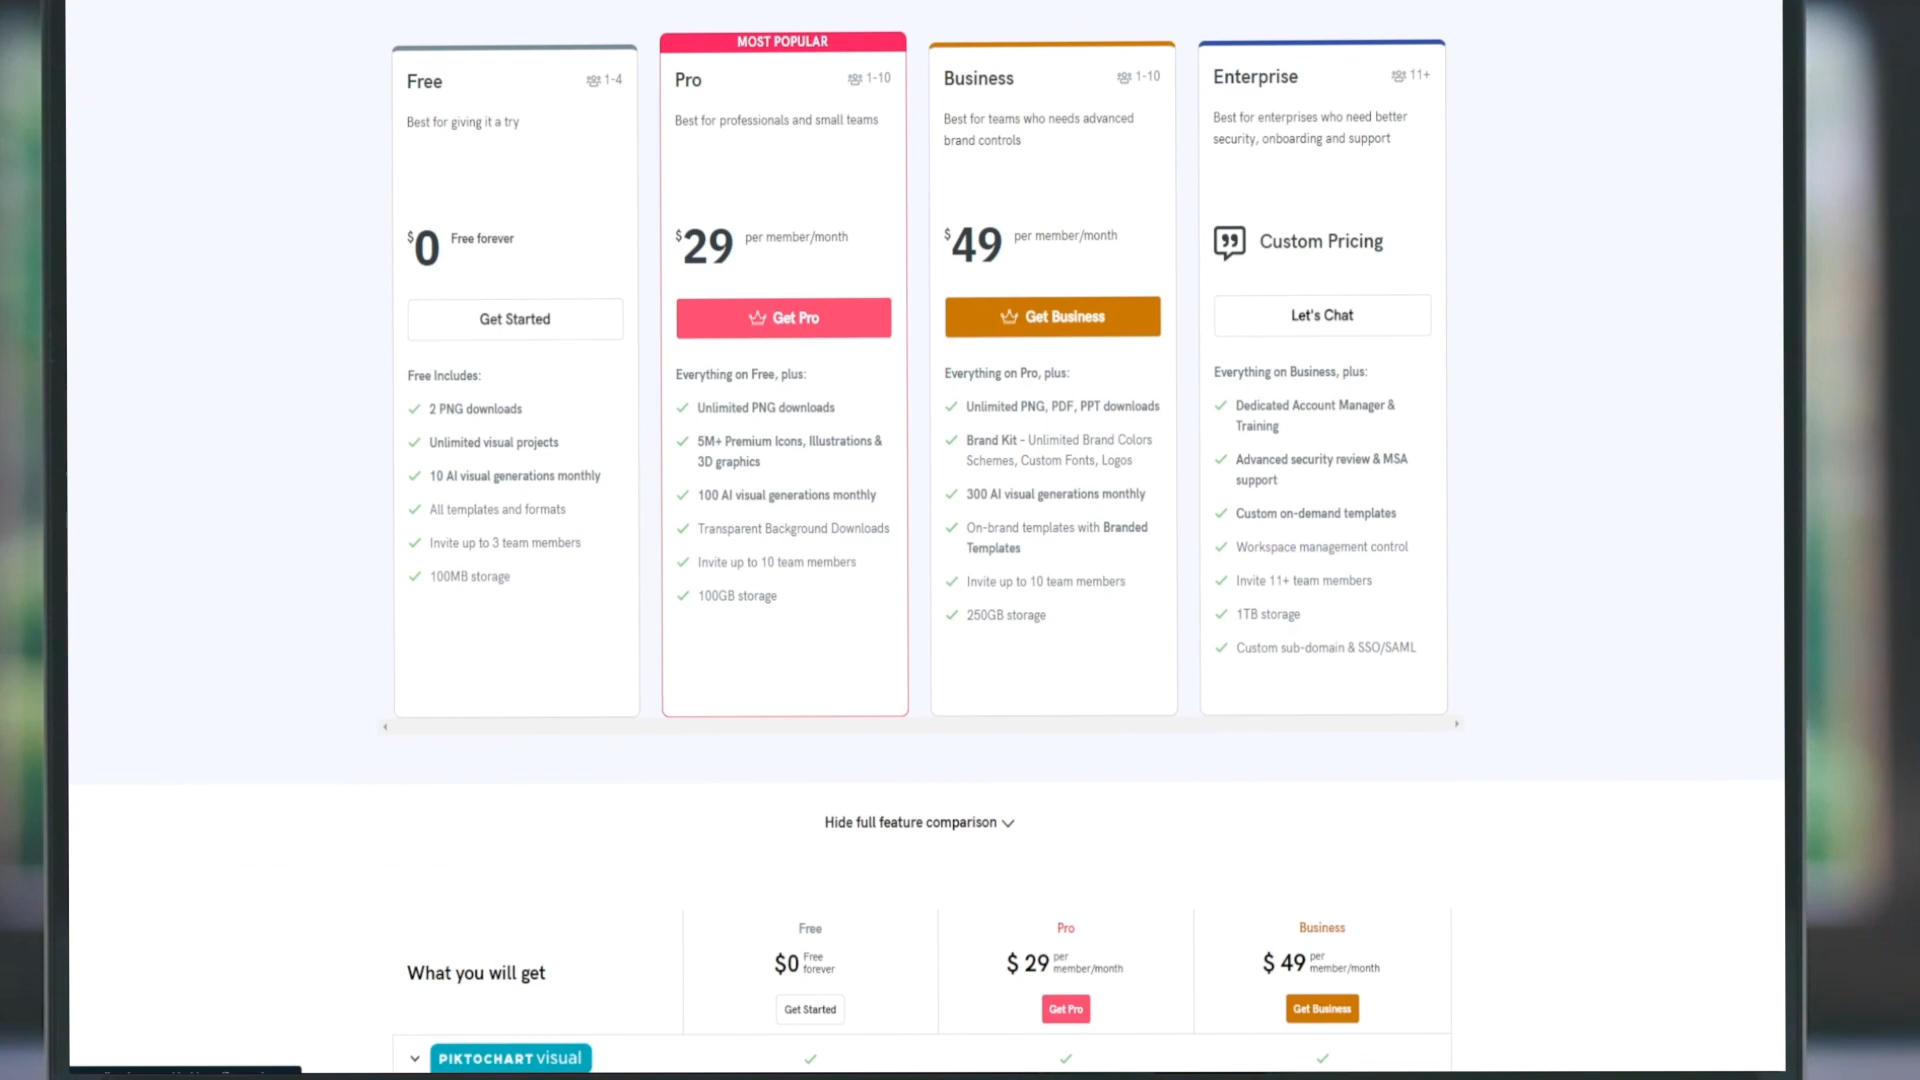 MOST POPULAR
Free 1-4
Best for giving it a try
$0 Free forever
Get Started
Free Includes:
2 PNG downloads
Unlimited visual projects
10 AI visual generations monthly
All templates and formats
Invite up to 3 team members
100MB storage
Pro 1-10
Best for professionals and small teams
$29 per member/month
Get Pro
Everything on Free, plus:
Unlimited PNG downloads
5M+ Premium Icons, Illustrations &
3D graphics
100 AI visual generations monthly
Transparent Background Downloads
Invite up to 10 team members
100GB storage
Business 1-10
Best for teams who needs advanced
brand controls
$49 per member/month
Get Business
Everything on Pro, plus:
Unlimited PNG, PDF, PPT downloads
Brand Kit - Unlimited Brand Colors
Schemes, Custom Fonts, Logos
300 AI visual generations monthly
On-brand templates with Branded
Templates
Invite up to 10 team members
250GB storage
Enterprise 11+
Best for enterprises who need better
security, onboarding and support
Custom Pricing
Let's Chat
Everything on Business, plus:
Dedicated Account Manager &
Training
Advanced security review & MSA
support
Custom on-demand templates
Workspace management control
Invite 11+ team members
1TB storage
Custom sub-domain & SSO/SAML
Hide full feature comparison
What you will get
Free
$0 Free
forever
Get Started
Pro
$ 29 per
member/month
Get Pro
Business
$ 49 per
member/month
Get Business
PIKTOCHART visual